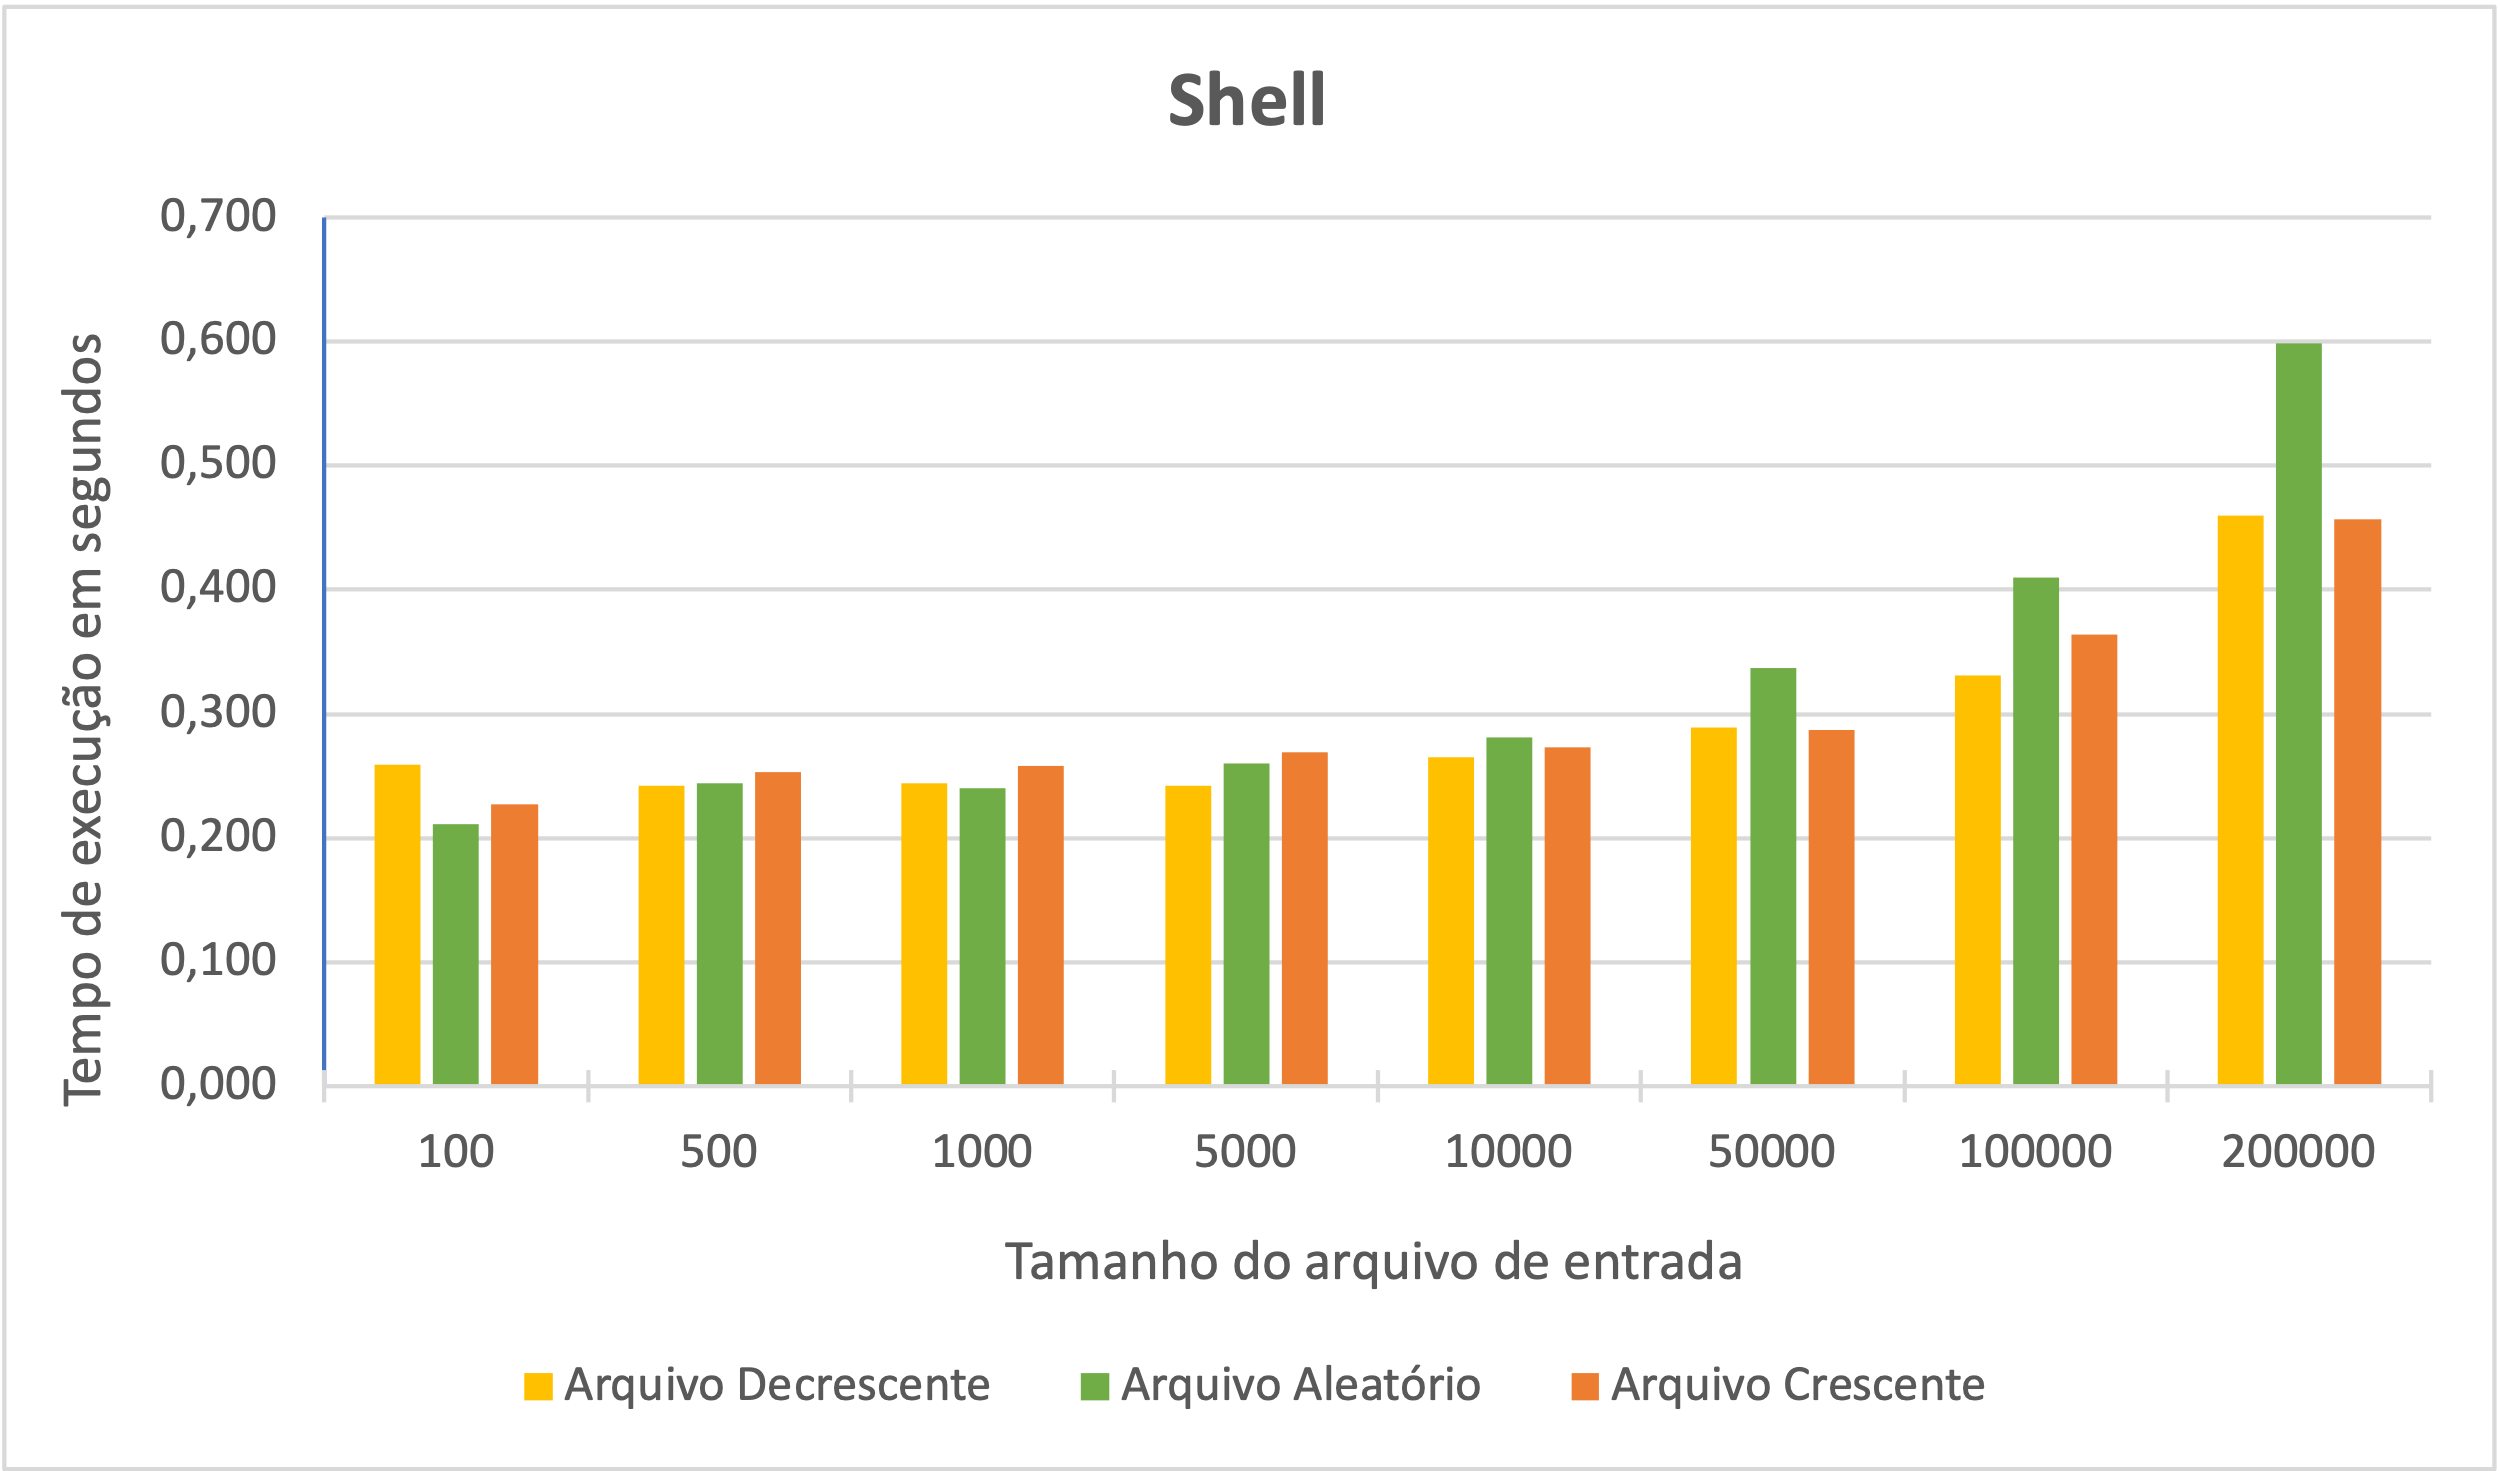 Shell
Tempo de execução em segundos
0,700
0,600
0,500
0,400
0,300
0,200
0,100
0,000
100 500 1000 5000 10000 50000 100000 200000
Tamanho do arquivo de entrada
Arquivo Decrescente Arquivo Aleatório Arquivo Crescente